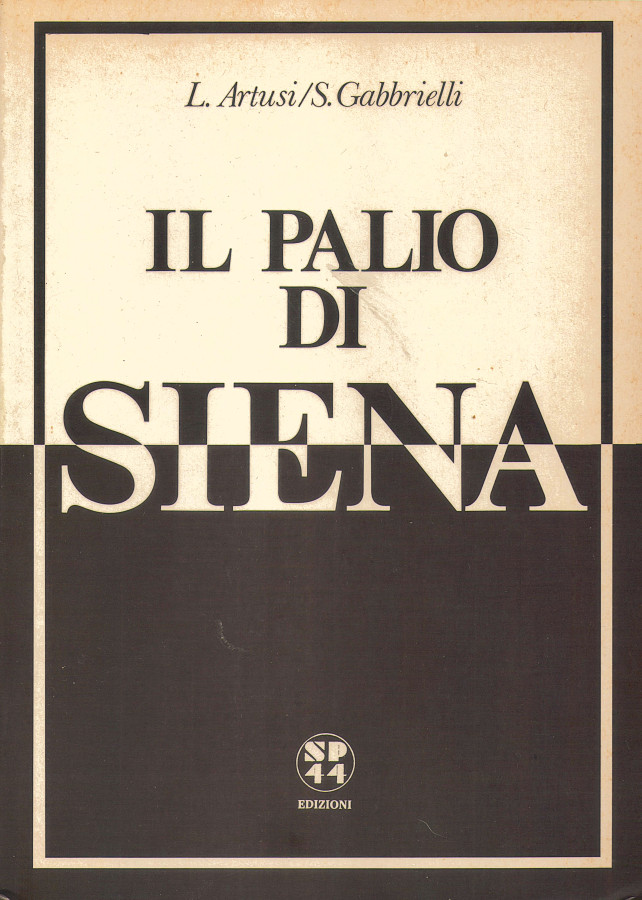 L. Artusi/S. Gabbrielli
IL PALIO
DI
SIENA
SP
44
EDIZIONI